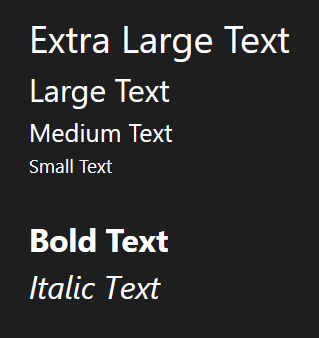 Extra Large Text
Large Text
Medium Text
Small Text
Bold Text
Italic Text